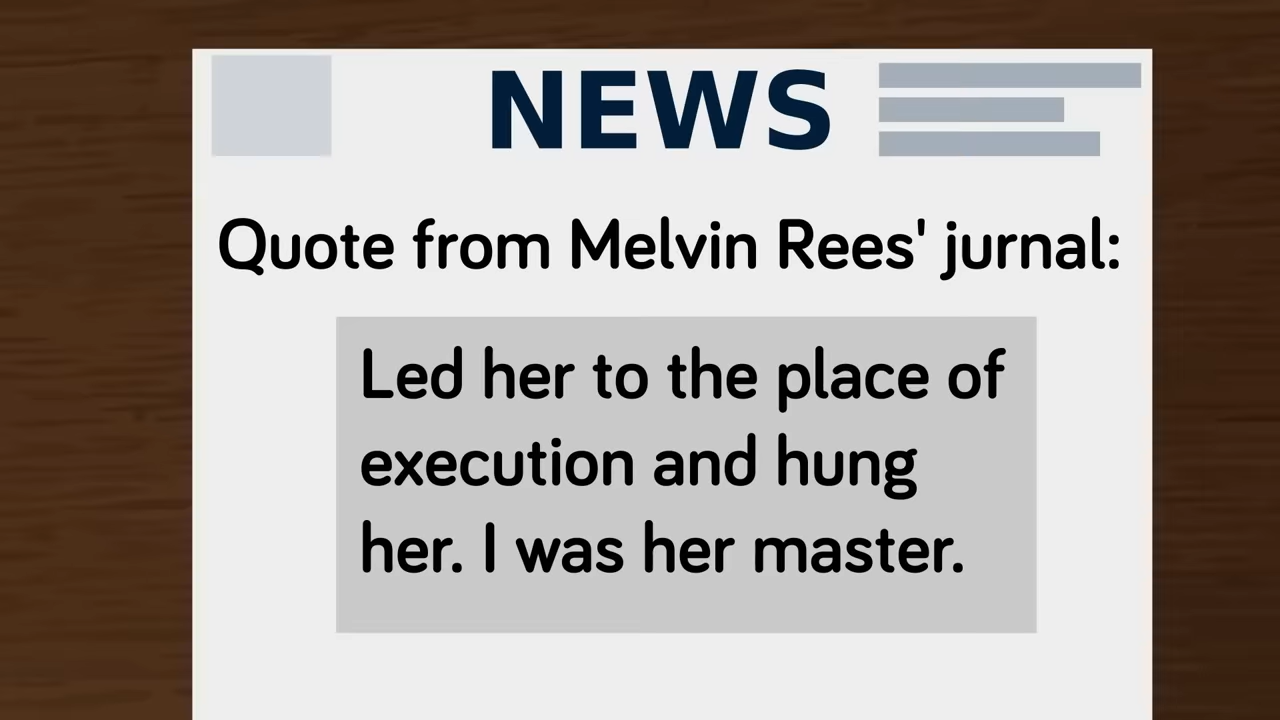 NEWS
Quote from Melvin Rees' jurnal:
Led her to the place of
execution and hung
her. I was her master.